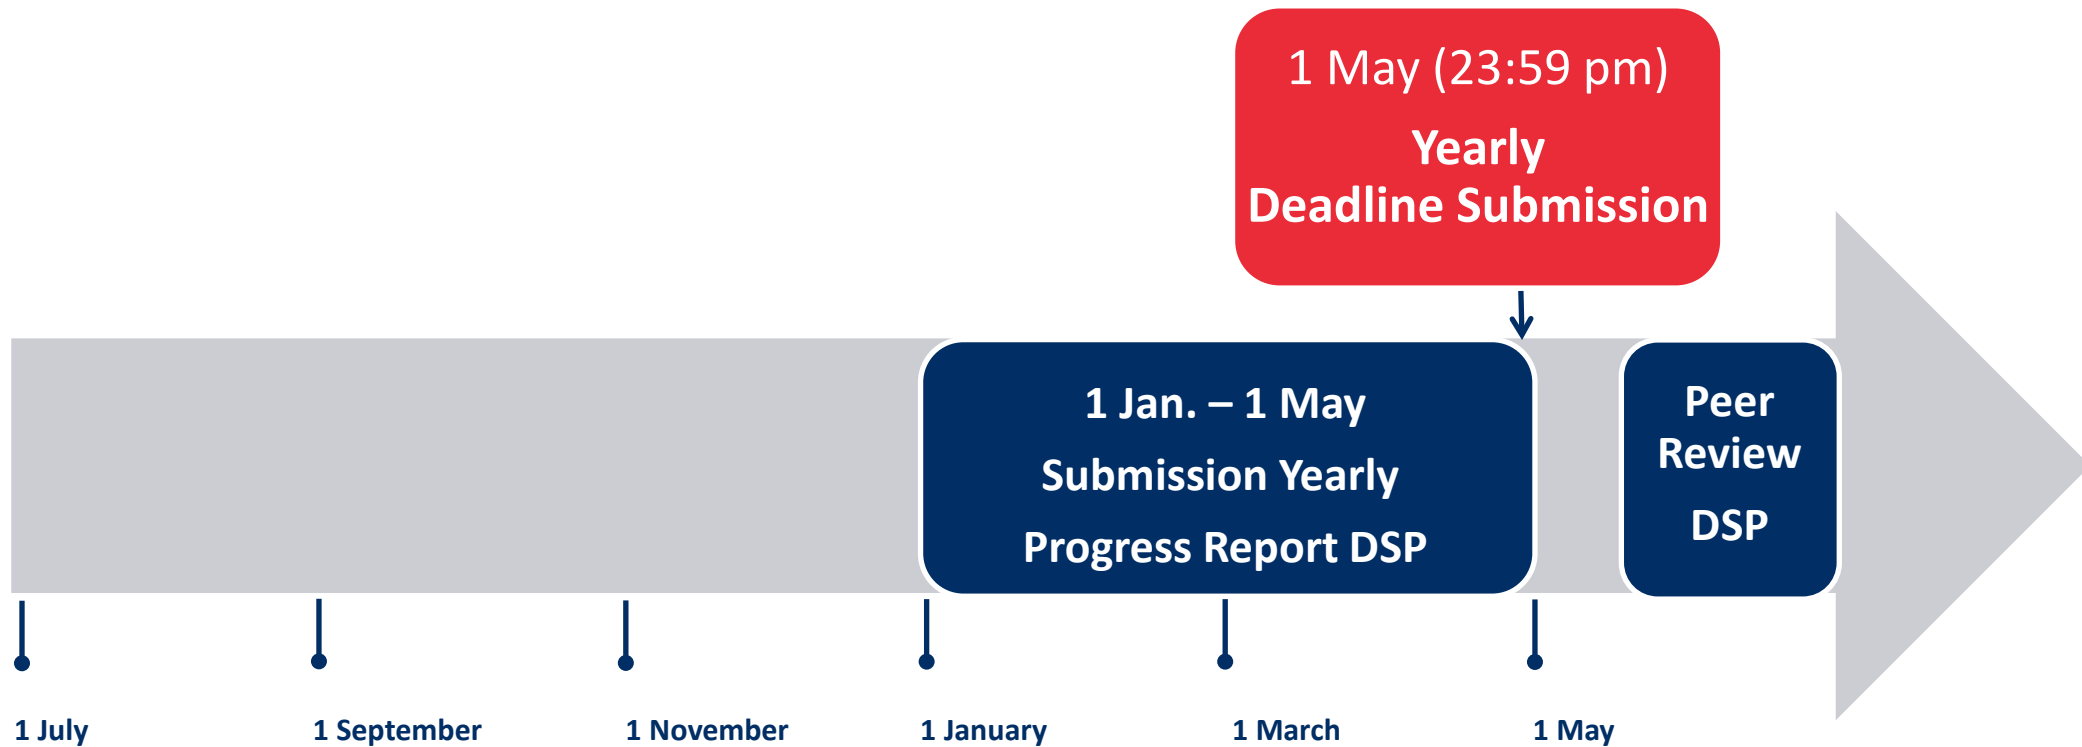 1 May (23:59 pm)
Yearly
Deadline Submission
1 Jan. – 1 May
Submission Yearly
Progress Report DSP
Peer
Review
DSP
1 July
1 September
1 November
1 January
1 March
1 May